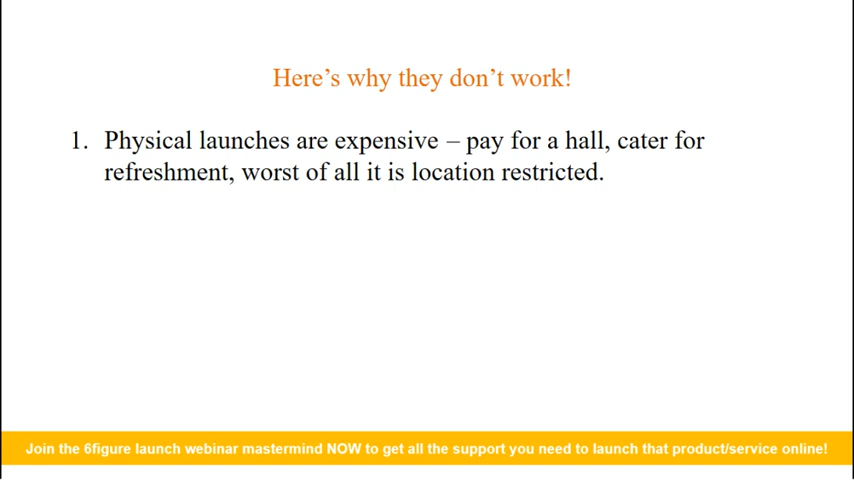 Here’s why they don’t work!
1. Physical launches are expensive – pay for a hall, cater for
refreshment, worst of all it is location restricted.
Join the 6figure launch webinar mastermind NOW to get all the support you need to launch that product/service online!